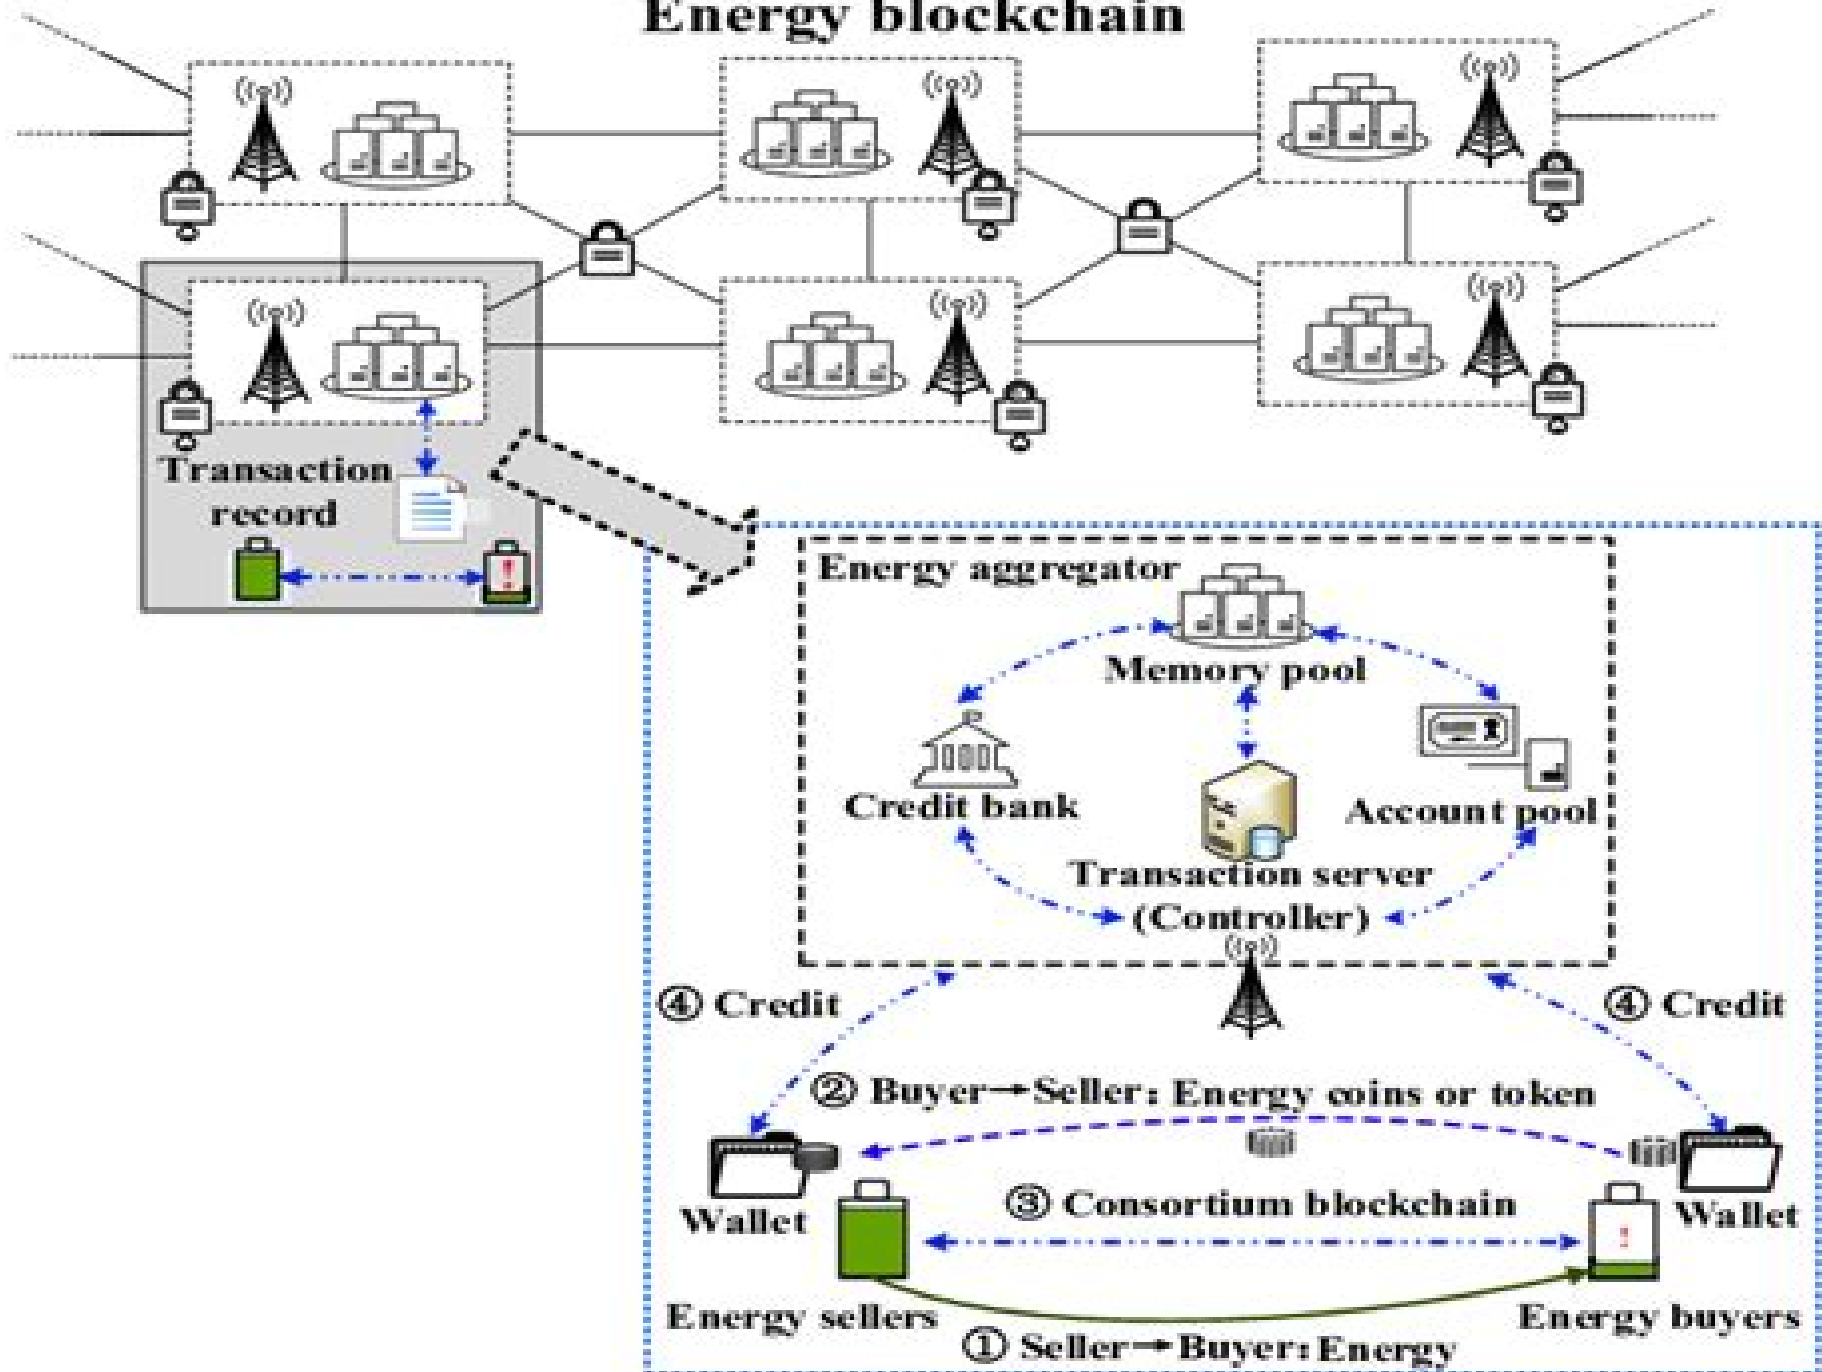 Energy blockchain
Transaction
record
Energy aggregator
Memory pool
Credit bank
Account pool
Transaction server
(Controller)
④ Credit
④ Credit
② Buyer→Seller: Energy coins or token
③ Consortium blockchain
Wallet
Wallet
Energy sellers
Energy buyers
① Seller→Buyer: Energy